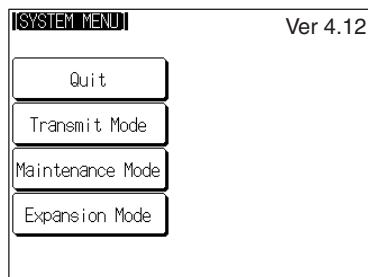 [SYSTEM MENU]
Ver 4.12
Quit
Transmit Mode
Maintenance Mode
Expansion Mode